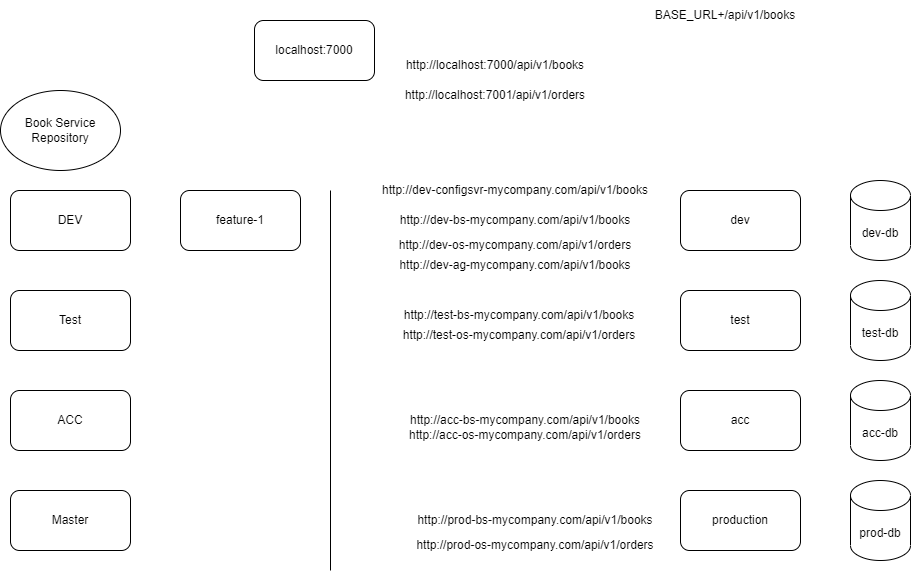 BASE_URL+/api/v1/books
localhost:7000
http://localhost:7000/api/v1/books
http://localhost:7001/api/v1/orders
Book Service
Repository
http://dev-configsvr-mycompany.com/api/v1/books
DEV
feature-1
http://dev-bs-mycompany.com/api/v1/books
dev
dev-db
http://dev-os-mycompany.com/api/v1/orders
http://dev-ag-mycompany.com/api/v1/books
Test
http://test-bs-mycompany.com/api/v1/books
test
test-db
http://test-os-mycompany.com/api/v1/orders
ACC
http://acc-bs-mycompany.com/api/v1/books
acc
acc-db
http://acc-os-mycompany.com/api/v1/orders
Master
http://prod-bs-mycompany.com/api/v1/books
production
prod-db
http://prod-os-mycompany.com/api/v1/orders